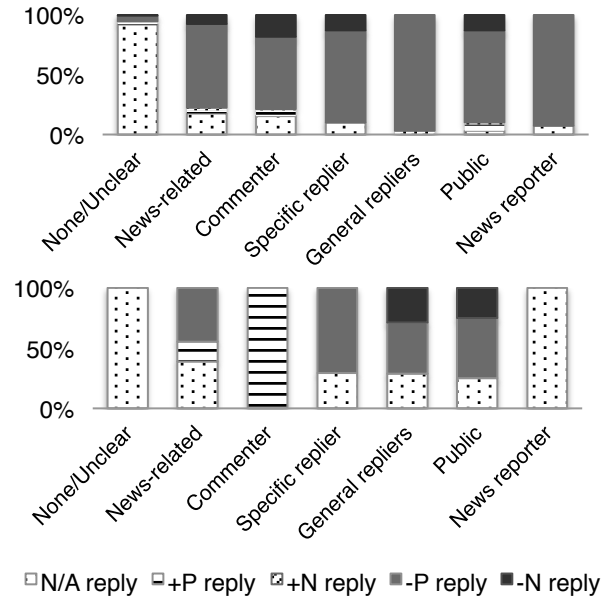 100%
50%
0%
None/Unclear
News-related
Commenter
Specific replier
General repliers
Public
News reporter
100%
50%
0%
None/Unclear
News-related
Commenter
Specific replier
General repliers
Public
News reporter
N/A reply +P reply +N reply -P reply -N reply